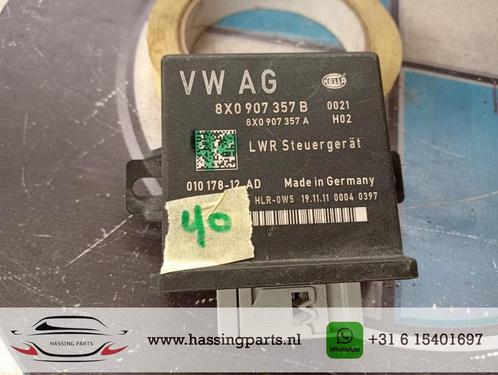 VW AG
HELLA
8X0 907 357 B 0021
8X0 907 357 A H02
LWR Steuergerät
010 178-12 AD Made in Germany
HLR-0W5 19.11.11 0004 0397
40
HASSING PARTS
www.hassingparts.nl
WhatsApp
+31 6 15401697